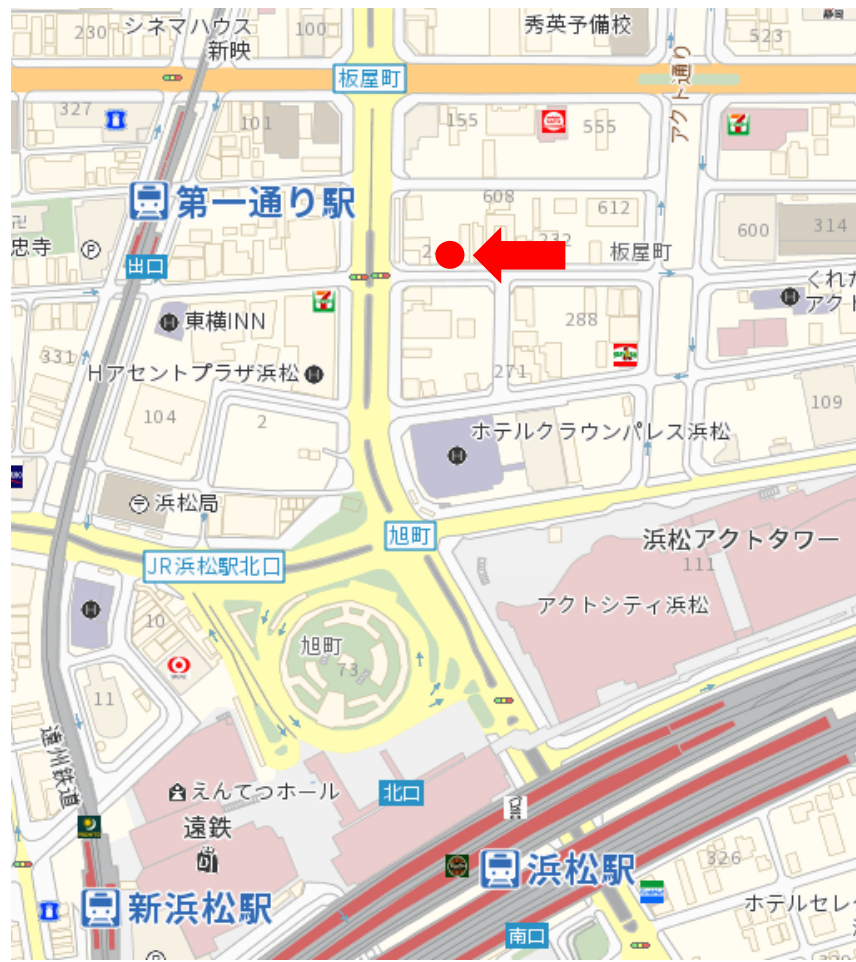 230
シネマハウス
新映
100
秀英予備校
静岡
523
板屋町
アクト通り
327
101
155
555
第一通り駅
608
612
600
314
忠寺
P
出口
2
232
板屋町
東横INN
H
くれた
アクト
331
288
Hアセントプラザ浜松
H
271
104
2
109
ホテルクラウンパレス浜松
H
浜松局
旭町
浜松アクトタワー
111
JR浜松駅北口
アクトシティ浜松
H
10
旭町
73
11
遠州鉄道
えんてつホール
北口
遠鉄
326
浜松駅
新浜松駅
ホテルセレ
南口